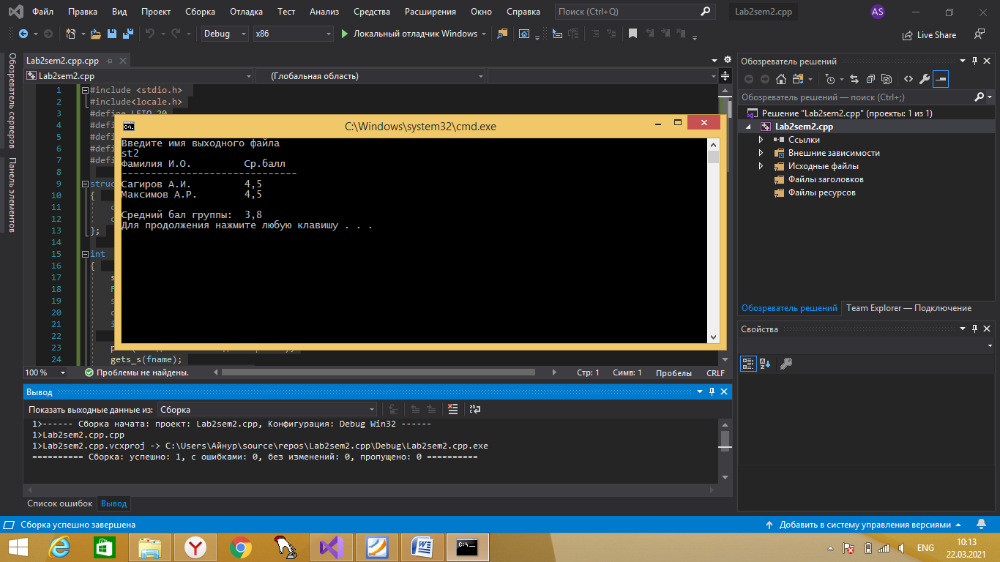 Файл Правка Вид Проект Сборка Отладка Тест Анализ Средства Расширения Окно Справка Поиск (Ctrl+Q) Lab2sem2.cpp AS
Debug x86 Локальный отладчик Windows Live Share
Обозреватель серверов
Панель элементов
Lab2sem2.cpp.cpp
Lab2sem2.cpp (Глобальная область)
1 #include <stdio.h>
2 #include<locale.h>
3 #define LFIO 20
4 #defi
5 #defi
6 #defi
7 #defi
8
9 struc
10 {
11 c
12 c
13 };
14
15 int
16 {
17 s
18 F
19 s
20 c
21 i
22
23
24 gets_s(fname);
C:\Windows\system32\cmd.exe
Введите имя выходного файла
st2
Фамилия И.О. Ср.балл
------------------------------
Сагиров А.И. 4,5
Максимов А.Р. 4,5
Средний бал группы: 3,8
Для продолжения нажмите любую клавишу . . .
100 % Проблемы не найдены. Стр: 1 Симв: 1 Пробелы CRLF
Вывод
Показать выходные данные из: Сборка
1>------ Сборка начата: проект: Lab2sem2.cpp, Конфигурация: Debug Win32 ------
1>Lab2sem2.cpp.cpp
1>Lab2sem2.cpp.vcxproj -> C:\Users\Айнур\source\repos\Lab2sem2.cpp\Debug\Lab2sem2.cpp.exe
========== Сборка: успешно: 1, с ошибками: 0, без изменений: 0, пропущено: 0 ==========
Список ошибок Вывод
Обозреватель решений
Обозреватель решений — поиск (Ctrl+;)
Решение "Lab2sem2.cpp" (проекты: 1 из 1)
Lab2sem2.cpp
Ссылки
Внешние зависимости
Исходные файлы
Файлы заголовков
Файлы ресурсов
Обозреватель решений Team Explorer — Подключение
Свойства
Сборка успешно завершена Добавить в систему управления версиями
ENG 10:13
22.03.2021